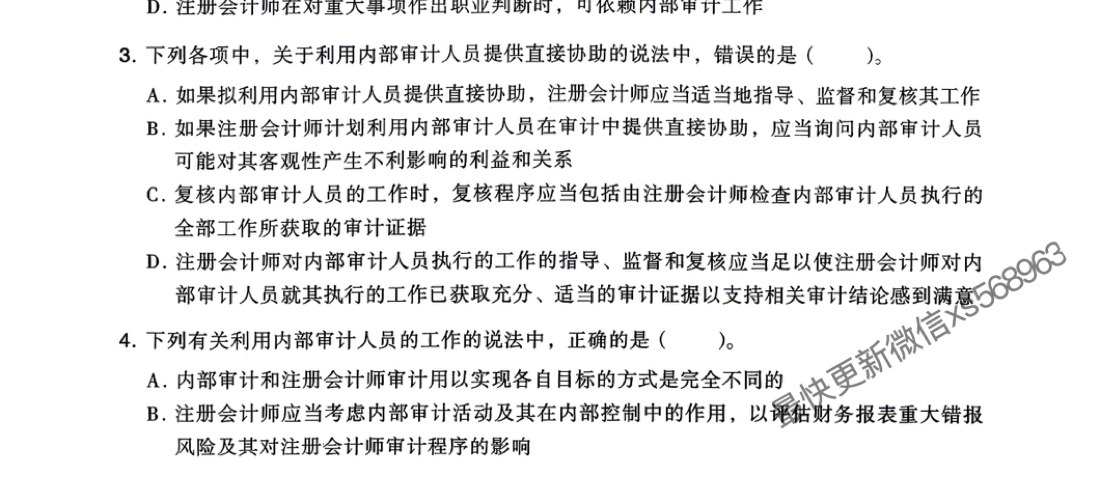 D. 注册会计师在对重大事项作出职业判断时，可依赖内部审计工作
3. 下列各项中，关于利用内部审计人员提供直接协助的说法中，错误的是（　　）。
A. 如果拟利用内部审计人员提供直接协助，注册会计师应当适当地指导、监督和复核其工作
B. 如果注册会计师计划利用内部审计人员在审计中提供直接协助，应当询问内部审计人员
可能对其客观性产生不利影响的利益和关系
C. 复核内部审计人员的工作时，复核程序应当包括由注册会计师检查内部审计人员执行的
全部工作所获取的审计证据
D. 注册会计师对内部审计人员执行的工作的指导、监督和复核应当足以使注册会计师对内
部审计人员就其执行的工作已获取充分、适当的审计证据以支持相关审计结论感到满意
4. 下列有关利用内部审计人员的工作的说法中，正确的是（　　）。
A. 内部审计和注册会计师审计用以实现各自目标的方式是完全不同的
B. 注册会计师应当考虑内部审计活动及其在内部控制中的作用，以评估财务报表重大错报
风险及其对注册会计师审计程序的影响
最快更新微信xs568963